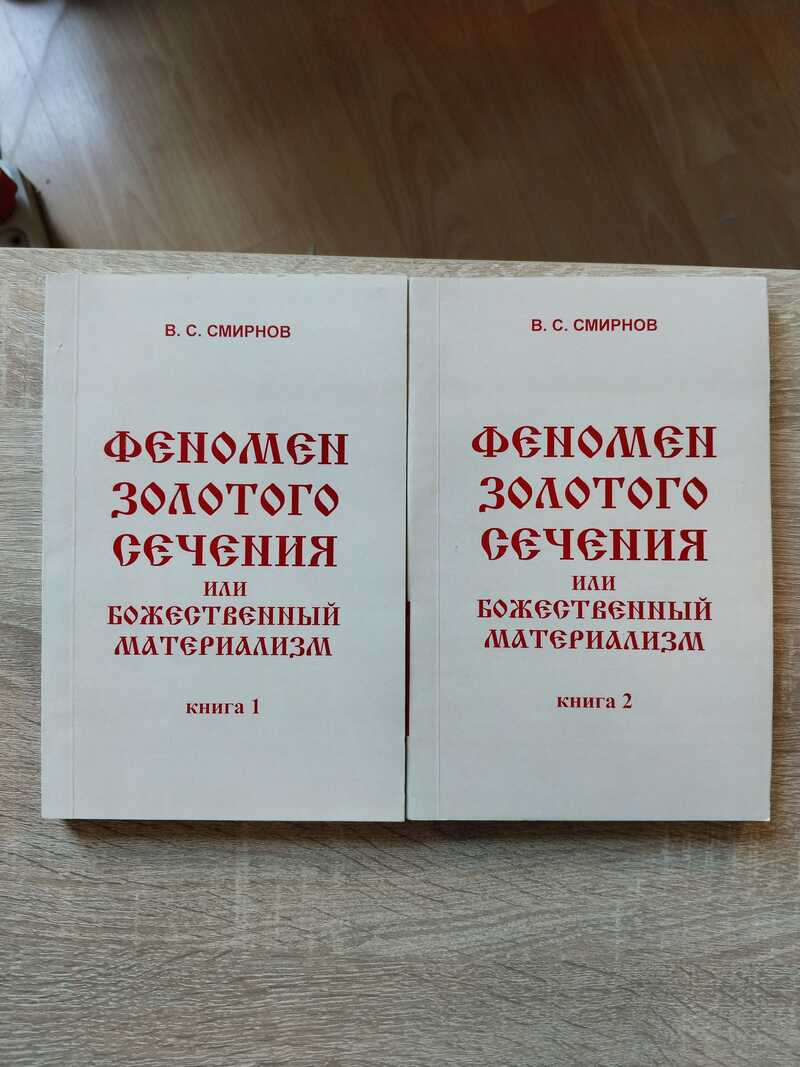 В. С. СМИРНОВ
ФЕНОМЕН
ЗОЛОТОГО
СЕЧЕНИЯ
ИЛИ
БОЖЕСТВЕННЫЙ
МАТЕРИАЛИЗМ
книга 1
В. С. СМИРНОВ
ФЕНОМЕН
ЗОЛОТОГО
СЕЧЕНИЯ
ИЛИ
БОЖЕСТВЕННЫЙ
МАТЕРИАЛИЗМ
книга 2